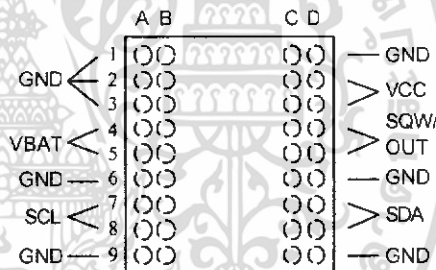 A B C D
1 GND
GND 2
3 VCC
4 SQW/
VBAT 5 OUT
GND 6 GND
SCL 7 SDA
8
GND 9 GND